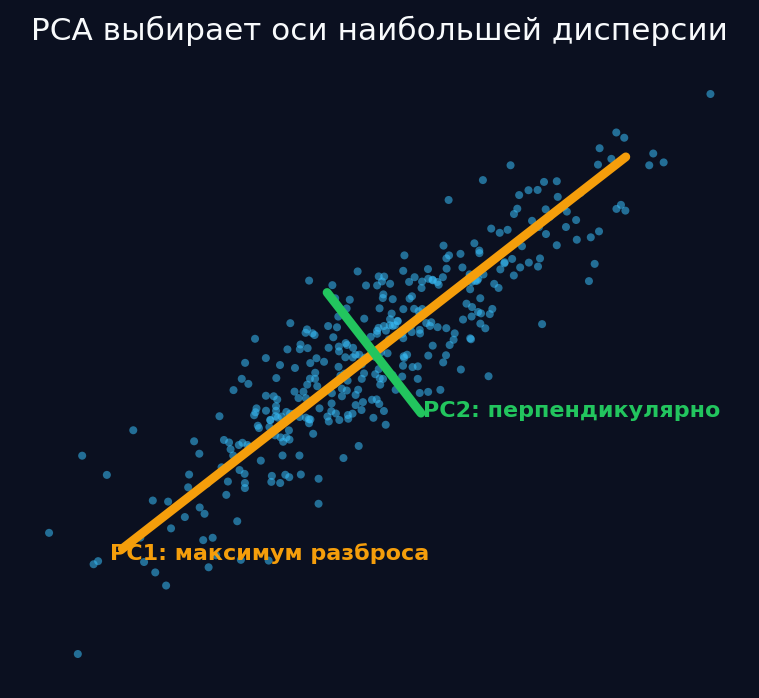 PCA выбирает оси наибольшей дисперсии
PC2: перпендикулярно
PC1: максимум разброса